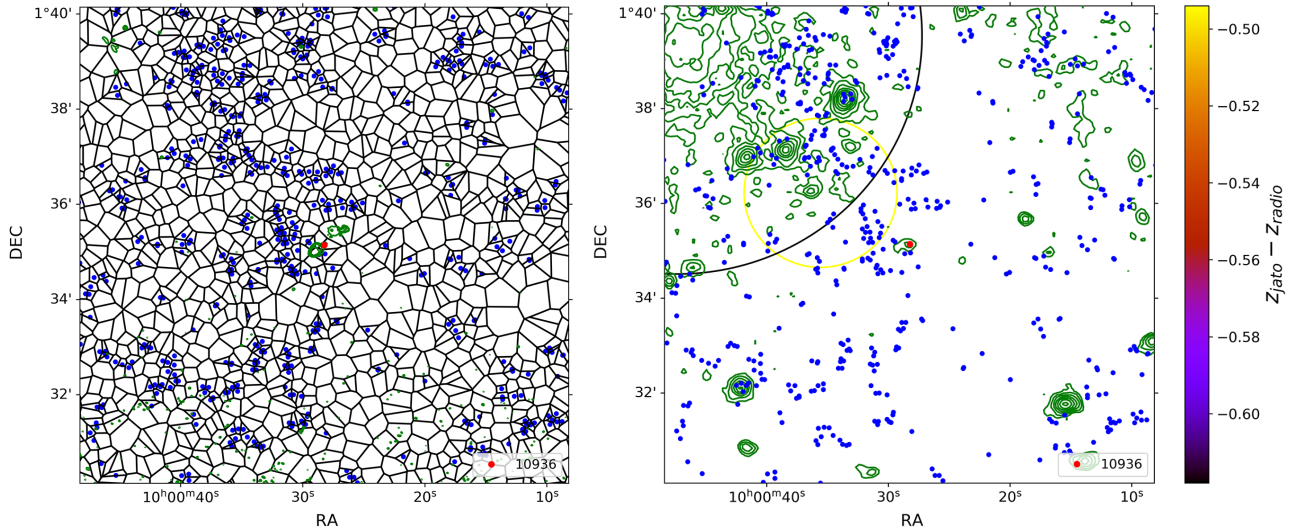 1°40'
38'
36'
34'
32'
DEC
10h00m40s
30s
20s
10s
RA
10936
1°40'
38'
36'
34'
32'
DEC
10h00m40s
30s
20s
10s
RA
10936
−0.50
−0.52
−0.54
−0.56
−0.58
−0.60
zjato − zradio